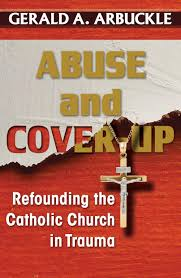 GERALD A. ARBUCKLE
ABUSE and
COVER-UP
Refounding the
Catholic Church
in Trauma